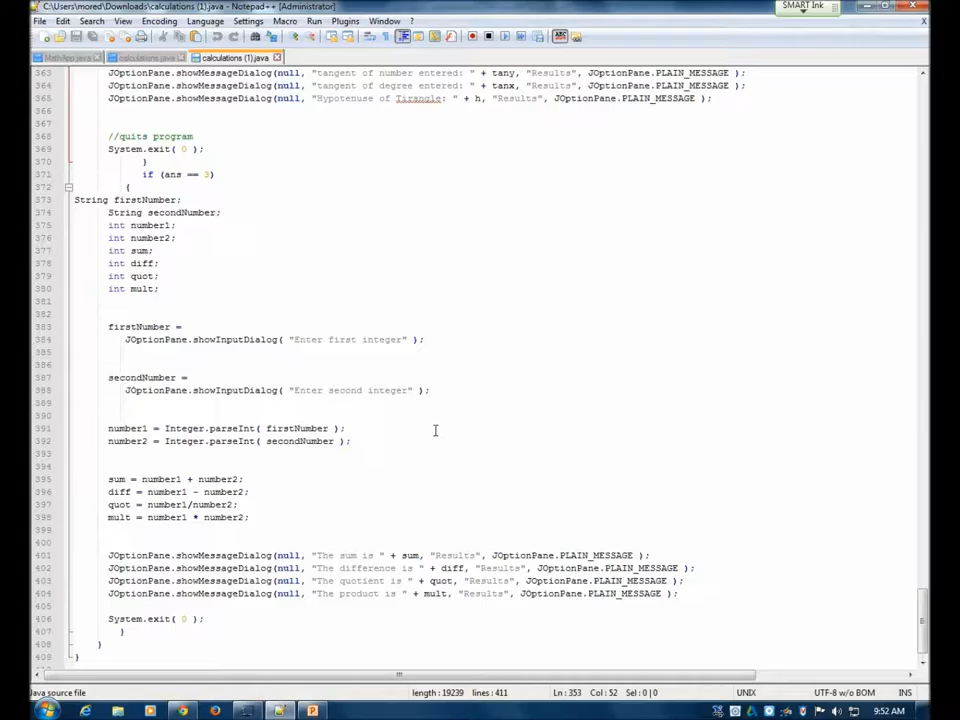 C:\Users\mored\Downloads\calculations (1).java - Notepad++ [Administrator]
SMART Ink
File Edit Search View Encoding Language Settings Macro Run Plugins Window ?
MathApp.java calculations.java calculations (1).java
363 JOptionPane.showMessageDialog(null, "tangent of number entered: " + tany, "Results", JOptionPane.PLAIN_MESSAGE );
364 JOptionPane.showMessageDialog(null, "tangent of degree entered: " + tanx, "Results", JOptionPane.PLAIN_MESSAGE );
365 JOptionPane.showMessageDialog(null, "Hypotenuse of Tirangle: " + h, "Results", JOptionPane.PLAIN_MESSAGE );
366
367
368 //quits program
369 System.exit( 0 );
370 }
371 if (ans == 3)
372 {
373 String firstNumber;
374 String secondNumber;
375 int number1;
376 int number2;
377 int sum;
378 int diff;
379 int quot;
380 int mult;
381
382
383 firstNumber =
384 JOptionPane.showInputDialog( "Enter first integer" );
385
386
387 secondNumber =
388 JOptionPane.showInputDialog( "Enter second integer" );
389
390
391 number1 = Integer.parseInt( firstNumber );
392 number2 = Integer.parseInt( secondNumber );
393
394
395 sum = number1 + number2;
396 diff = number1 - number2;
397 quot = number1/number2;
398 mult = number1 * number2;
399
400
401 JOptionPane.showMessageDialog(null, "The sum is " + sum, "Results", JOptionPane.PLAIN_MESSAGE );
402 JOptionPane.showMessageDialog(null, "The difference is " + diff, "Results", JOptionPane.PLAIN_MESSAGE );
403 JOptionPane.showMessageDialog(null, "The quotient is " + quot, "Results", JOptionPane.PLAIN_MESSAGE );
404 JOptionPane.showMessageDialog(null, "The product is " + mult, "Results", JOptionPane.PLAIN_MESSAGE );
405
406 System.exit( 0 );
407 }
408 }
409 }
Java source file length : 19239 lines : 411 Ln : 353 Col : 52 Sel : 0 | 0 UNIX UTF-8 w/o BOM INS
9:52 AM